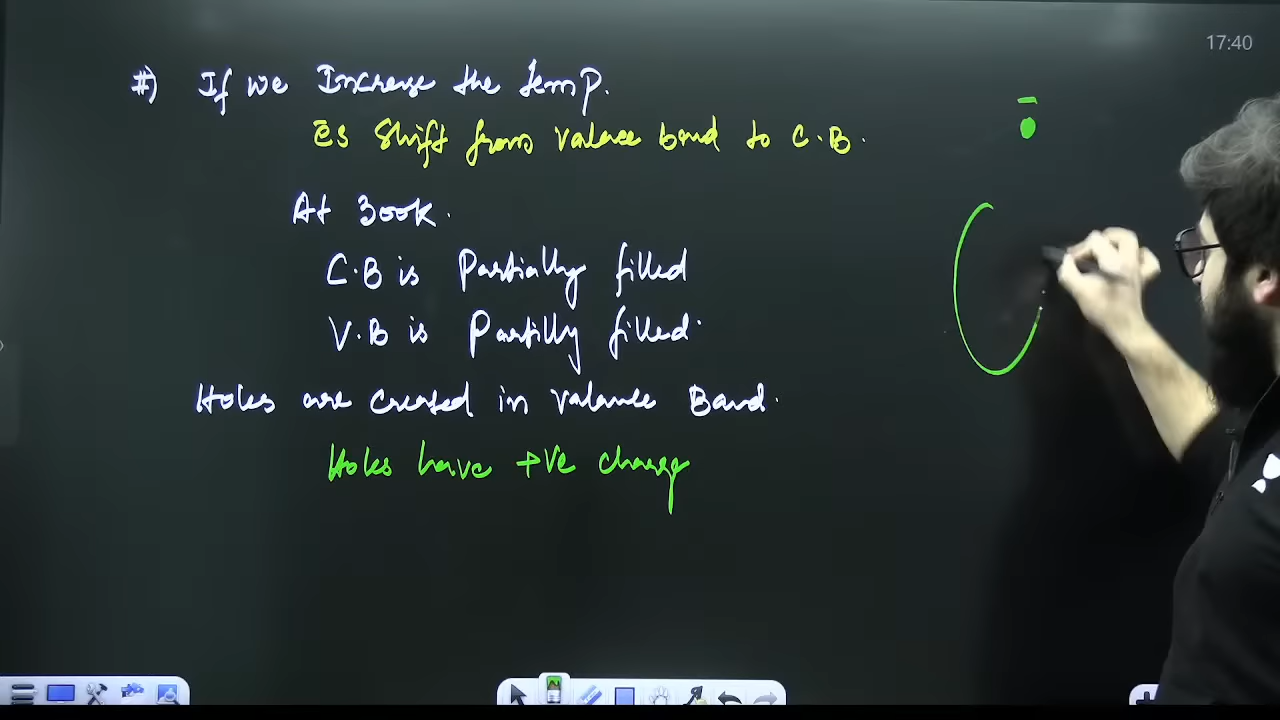 17:40
#) If we Increase the temp.
ēs Shift from valance band to C.B.
At 300K.
C.B is Partially filled
V.B is Partilly filled.
Holes are created in valance Band.
Holes have +ve charge